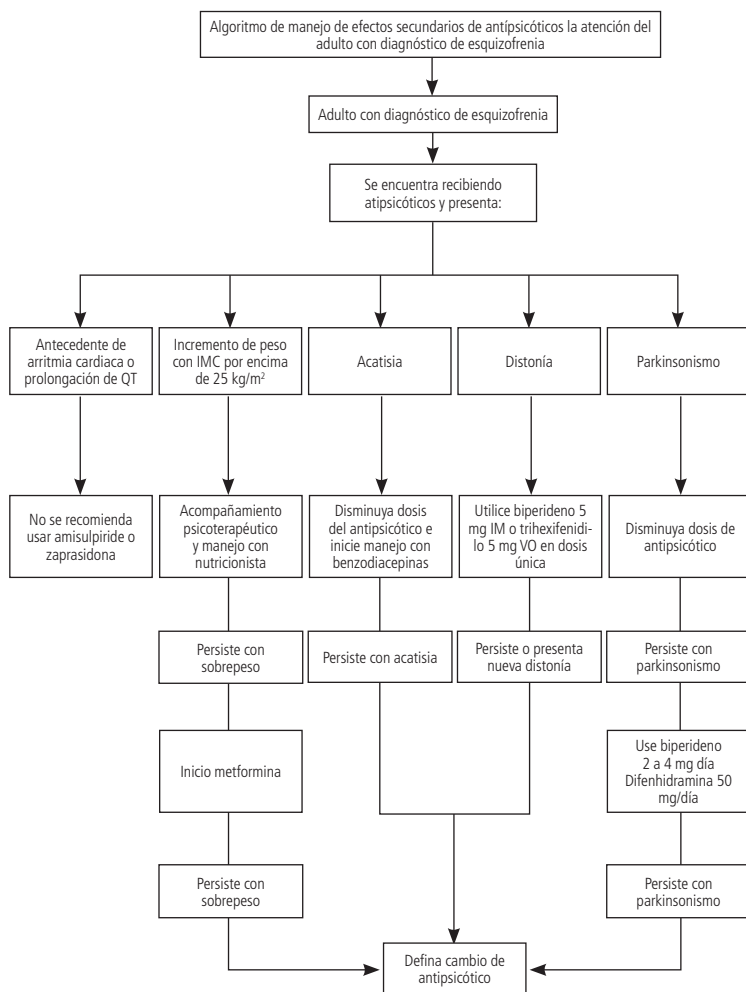 Algoritmo de manejo de efectos secundarios de antípsicóticos la atención del
adulto con diagnóstico de esquizofrenia
Adulto con diagnóstico de esquizofrenia
Se encuentra recibiendo
atipsicóticos y presenta:
Antecedente de
arritmia cardiaca o
prolongación de QT
Incremento de peso
con IMC por encima
de 25 kg/m²
Acatisia
Distonía
Parkinsonismo
No se recomienda
usar amisulpiride o
zaprasidona
Acompañamiento
psicoterapéutico
y manejo con
nutricionista
Disminuya dosis
del antipsicótico e
inicie manejo con
benzodiacepinas
Utilice biperideno 5
mg IM o trihexifenidi-
lo 5 mg VO en dosis
única
Disminuya dosis de
antipsicótico
Persiste con
sobrepeso
Persiste con acatisia
Persiste o presenta
nueva distonía
Persiste con
parkinsonismo
Inicio metformina
Use biperideno
2 a 4 mg día
Difenhidramina 50
mg/día
Persiste con
sobrepeso
Persiste con
parkinsonismo
Defina cambio de
antipsicótico